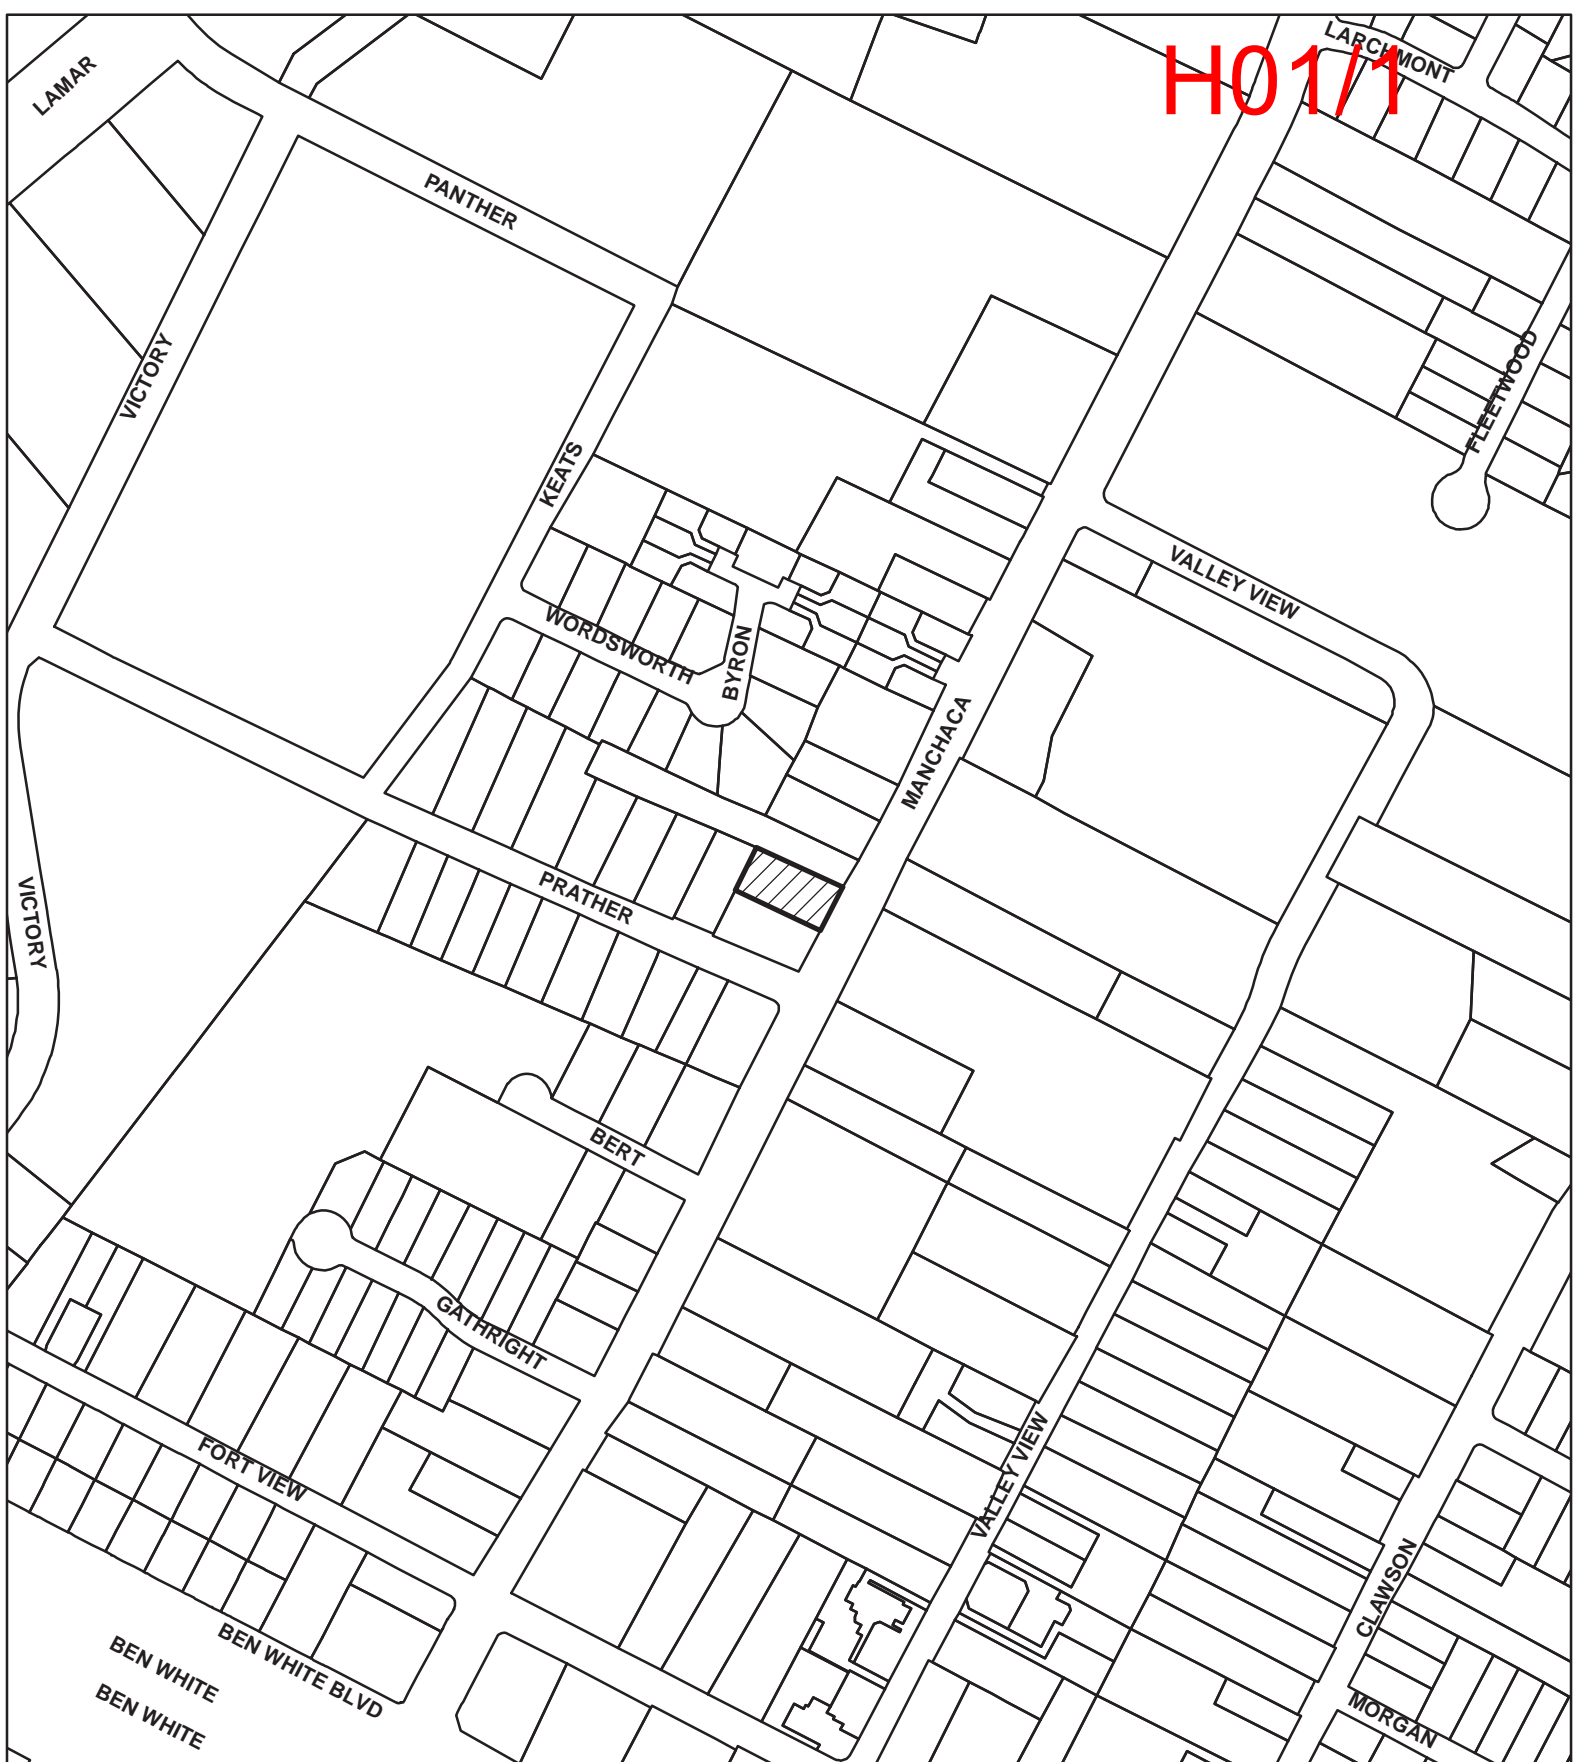 LARCHMONT
H01/1
LAMAR
PANTHER
VICTORY
FLEETWOOD
KEATS
VALLEY VIEW
WORDSWORTH
BYRON
MANCHACA
PRATHER
VICTORY
BERT
GATHRIGHT
FORT VIEW
VALLEY VIEW
CLAWSON
BEN WHITE BLVD
BEN WHITE
BEN WHITE
MORGAN